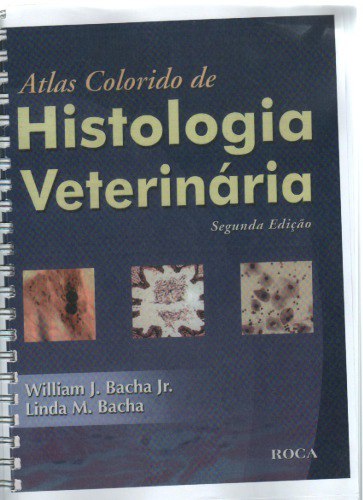 Atlas Colorido de
Histologia
Veterinária
Segunda Edição
William J. Bacha Jr.
Linda M. Bacha
ROCA